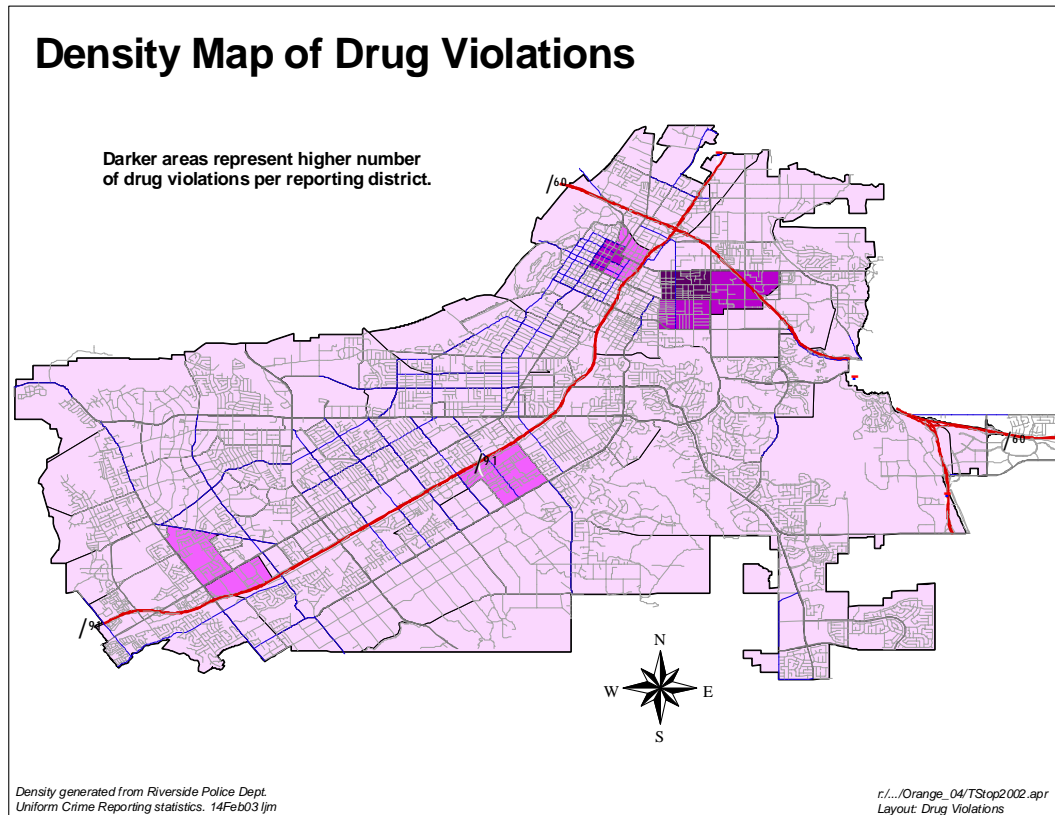 Density Map of Drug Violations
Darker areas represent higher number
of drug violations per reporting district.
/60
/91
/60
/91
N
W E
S
Density generated from Riverside Police Dept.
Uniform Crime Reporting statistics. 14Feb03 ljm
r:/.../Orange_04/TStop2002.apr
Layout: Drug Violations